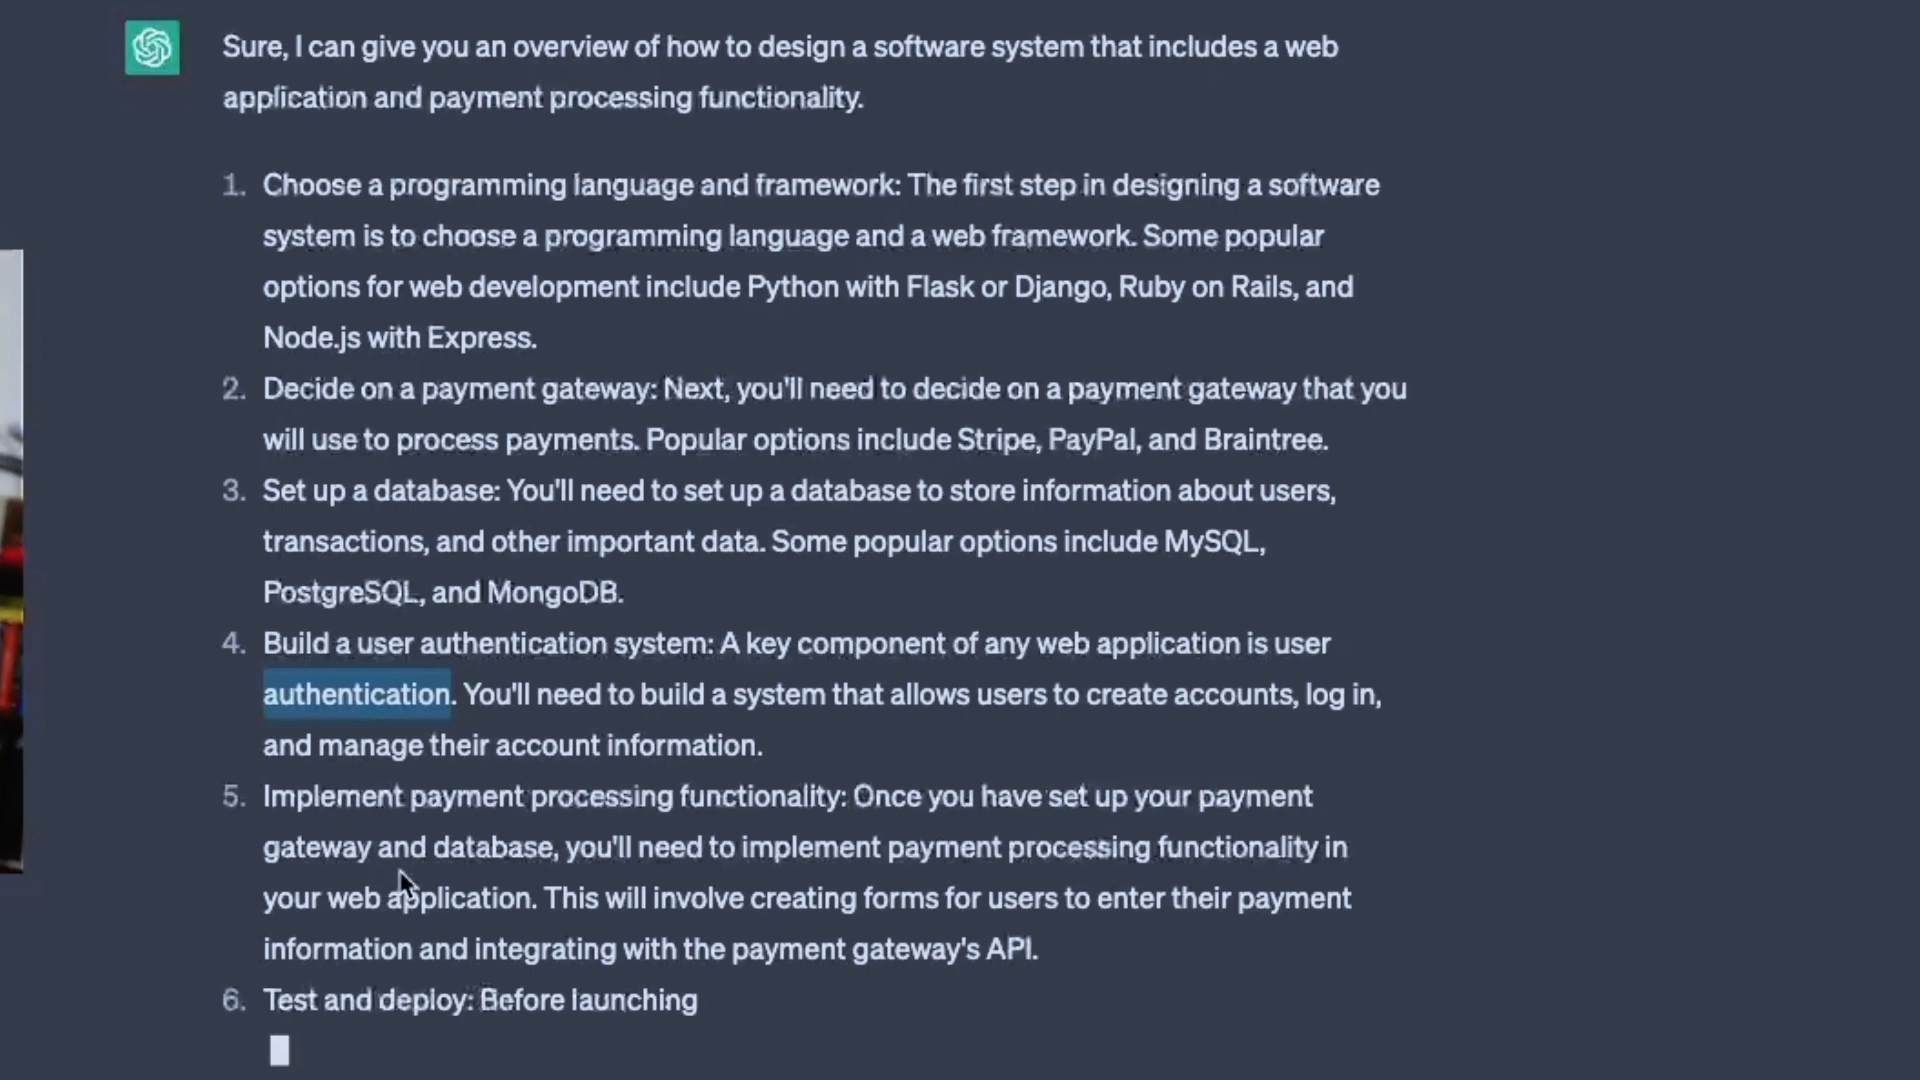 Sure, I can give you an overview of how to design a software system that includes a web
application and payment processing functionality.
1. Choose a programming language and framework: The first step in designing a software
system is to choose a programming language and a web framework. Some popular
options for web development include Python with Flask or Django, Ruby on Rails, and
Node.js with Express.
2. Decide on a payment gateway: Next, you'll need to decide on a payment gateway that you
will use to process payments. Popular options include Stripe, PayPal, and Braintree.
3. Set up a database: You'll need to set up a database to store information about users,
transactions, and other important data. Some popular options include MySQL,
PostgreSQL, and MongoDB.
4. Build a user authentication system: A key component of any web application is user
authentication. You'll need to build a system that allows users to create accounts, log in,
and manage their account information.
5. Implement payment processing functionality: Once you have set up your payment
gateway and database, you'll need to implement payment processing functionality in
your web application. This will involve creating forms for users to enter their payment
information and integrating with the payment gateway's API.
6. Test and deploy: Before launching